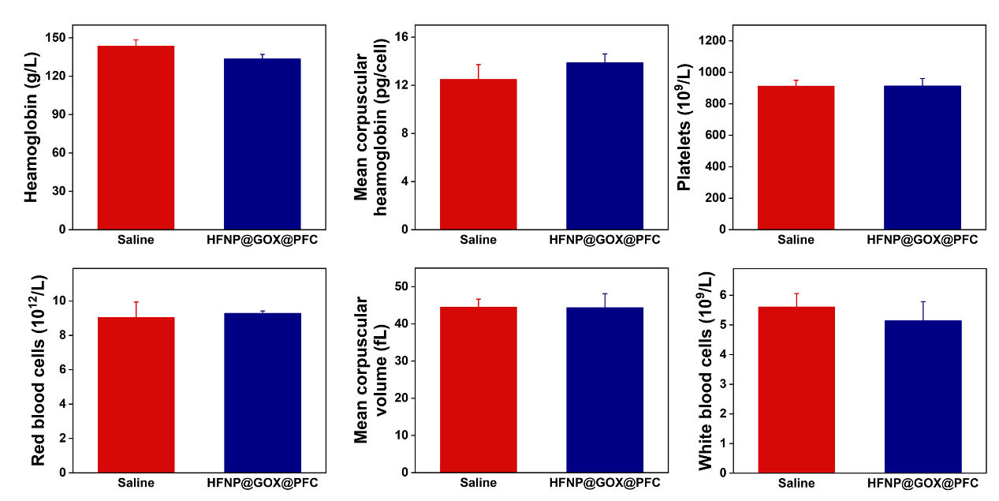 Heamoglobin (g/L)
150
120
90
60
30
0
Saline
HFNP@GOX@PFC
Mean corpuscular
heamoglobin (pg/cell)
16
12
8
4
0
Saline
HFNP@GOX@PFC
Platelets (10⁹/L)
1200
1000
800
600
400
200
0
Saline
HFNP@GOX@PFC
Red blood cells (10¹²/L)
9
8
6
4
2
0
Saline
HFNP@GOX@PFC
Mean corpuscular
volume (fL)
50
40
30
20
10
0
Saline
HFNP@GOX@PFC
White blood cells (10⁹/L)
6
5
4
3
2
1
0
Saline
HFNP@GOX@PFC